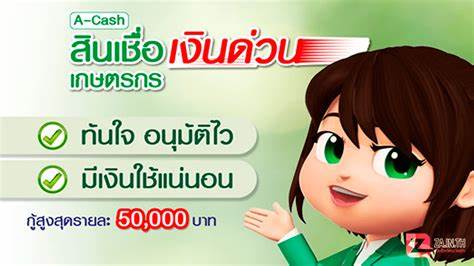 A-Cash
สินเชื่อ เงินด่วน
เกษตรกร
ทันใจ อนุมัติไว
มีเงินใช้แน่นอน
กู้สูงสุดรายละ 50,000 บาท
ZAJN.TH